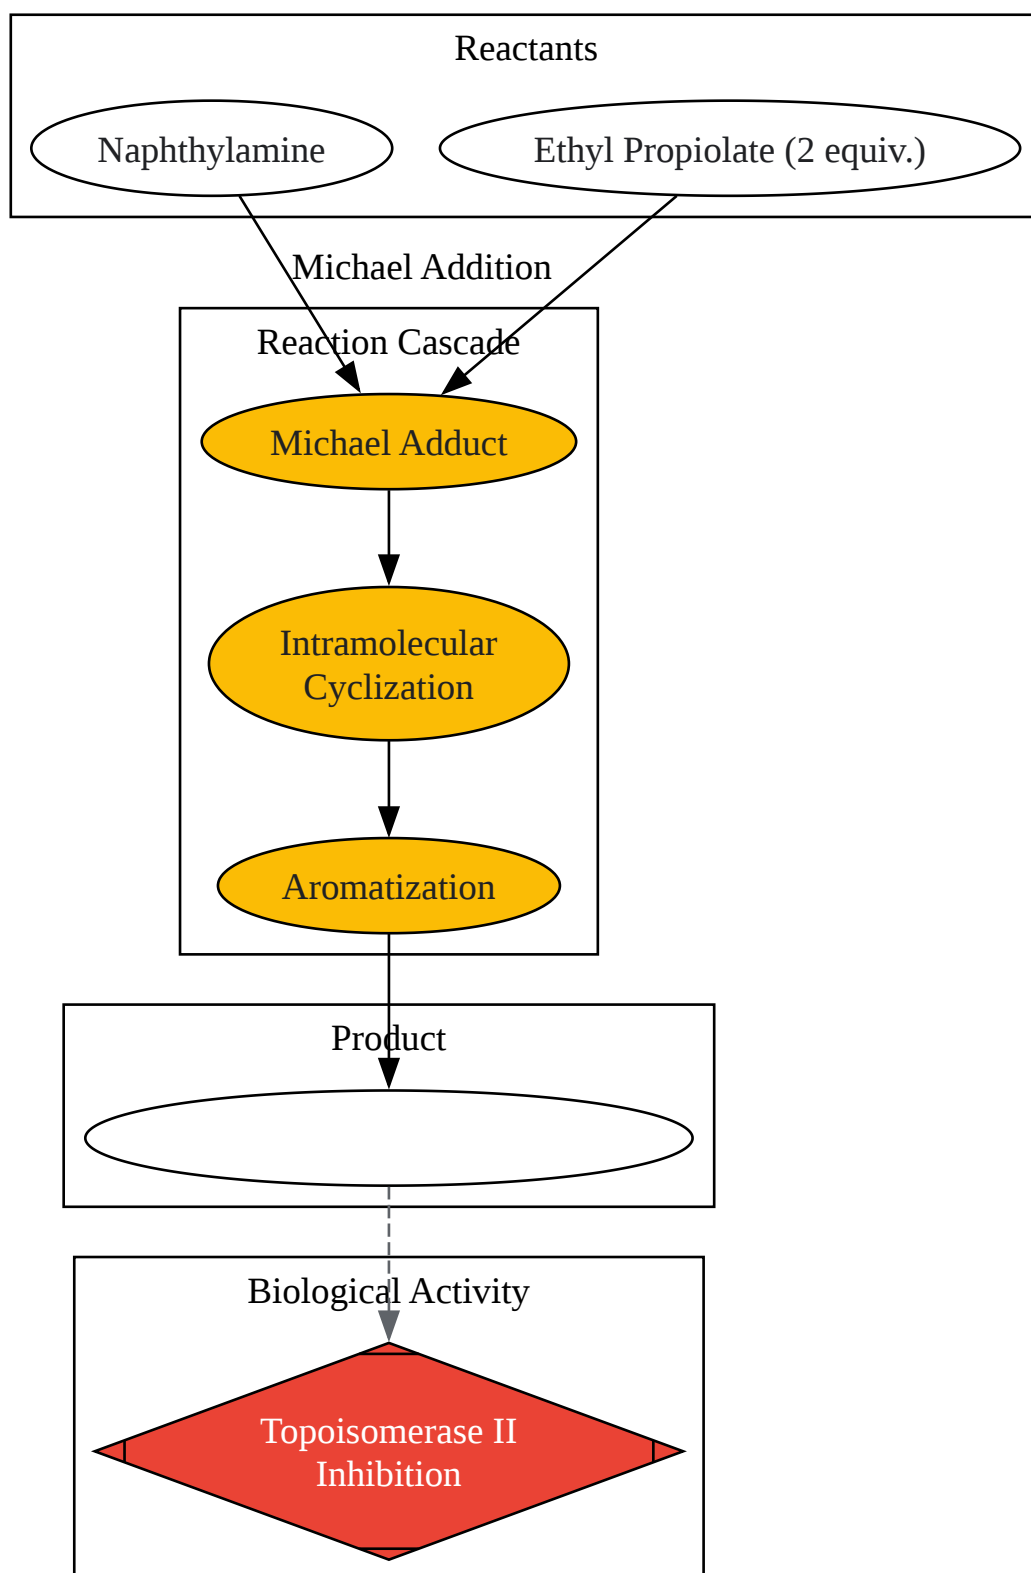 Reactants
Naphthylamine
Ethyl Propiolate (2 equiv.)
Michael Addition
Reaction Cascade
Michael Adduct
Intramolecular
Cyclization
Aromatization
Product
Biological Activity
Topoisomerase II
Inhibition